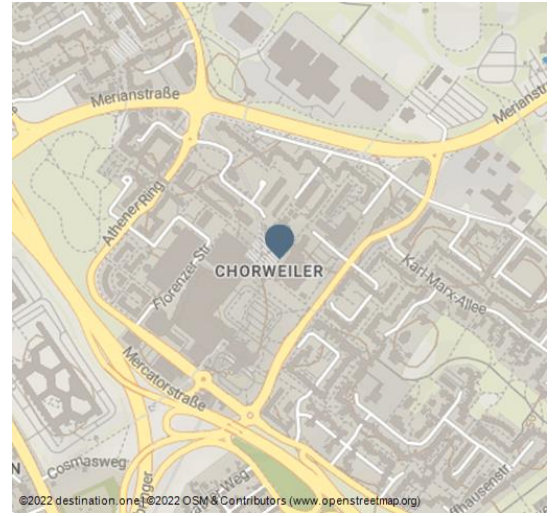 Merianstraße
Merianstr
Athener Ring
Florenzer Str.
CHORWEILER
Karl-Marx-Allee
Mercatorstraße
Cosmasweg
©2022 destination.one | ©2022 OSM & Contributors (www.openstreetmap.org)